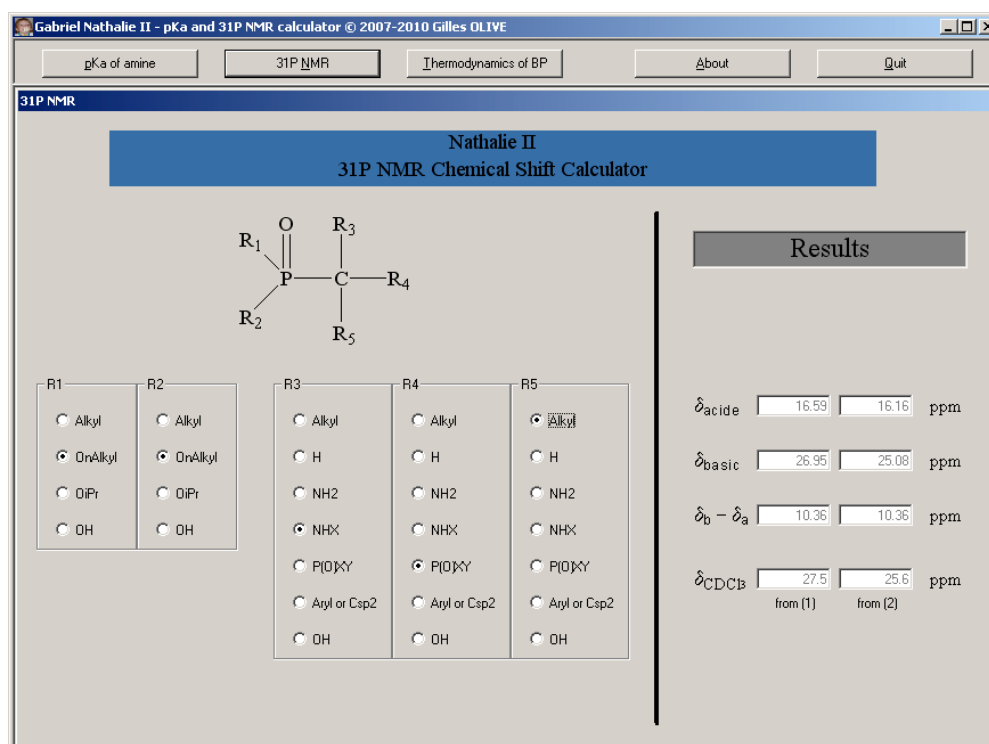 Gabriel Nathalie II - pKa and 31P NMR calculator © 2007-2010 Gilles OLIVE
pKa of amine 31P NMR Thermodynamics of BP About Quit
31P NMR
Nathalie II
31P NMR Chemical Shift Calculator
O R3
R1
P C R4
R2
R5
Results
R1 R2 R3 R4 R5
Alkyl Alkyl Alkyl Alkyl Alkyl
OnAlkyl OnAlkyl H H H
OiPr OiPr NH2 NH2 NH2
OH OH NHX NHX NHX
P(O)XY P(O)XY P(O)XY
Aryl or Csp2 Aryl or Csp2 Aryl or Csp2
OH OH OH
δacide 16.59 16.16 ppm
δbasic 26.95 25.08 ppm
δb − δa 10.36 10.36 ppm
δCDCl3 27.5 25.6 ppm
from (1) from (2)